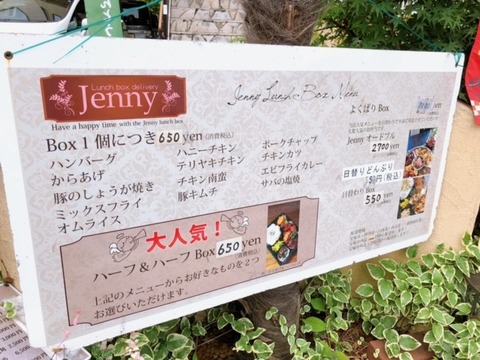 Lunch box delivery
Jenny
Have a happy time with the Jenny lunch box
Jenny Lunch Box Menu
Box 1個につき 650 yen (消費税込)
ハンバーグ
からあげ
豚のしょうが焼き
ミックスフライ
オムライス
ハニーチキン
テリヤキチキン
チキン南蛮
豚キムチ
ポークチャップ
チキンカツ
エビフライカレー
サバの塩焼
よくばり Box
yen
Jenny オードブル
2700 yen
日替りどんぶり
円(税込)
日替わり Box
550 yen
大人気!
ハーフ&ハーフ Box 650 yen
(消費税込)
上記のメニューからお好きなものを2つ
お選びいただけます。